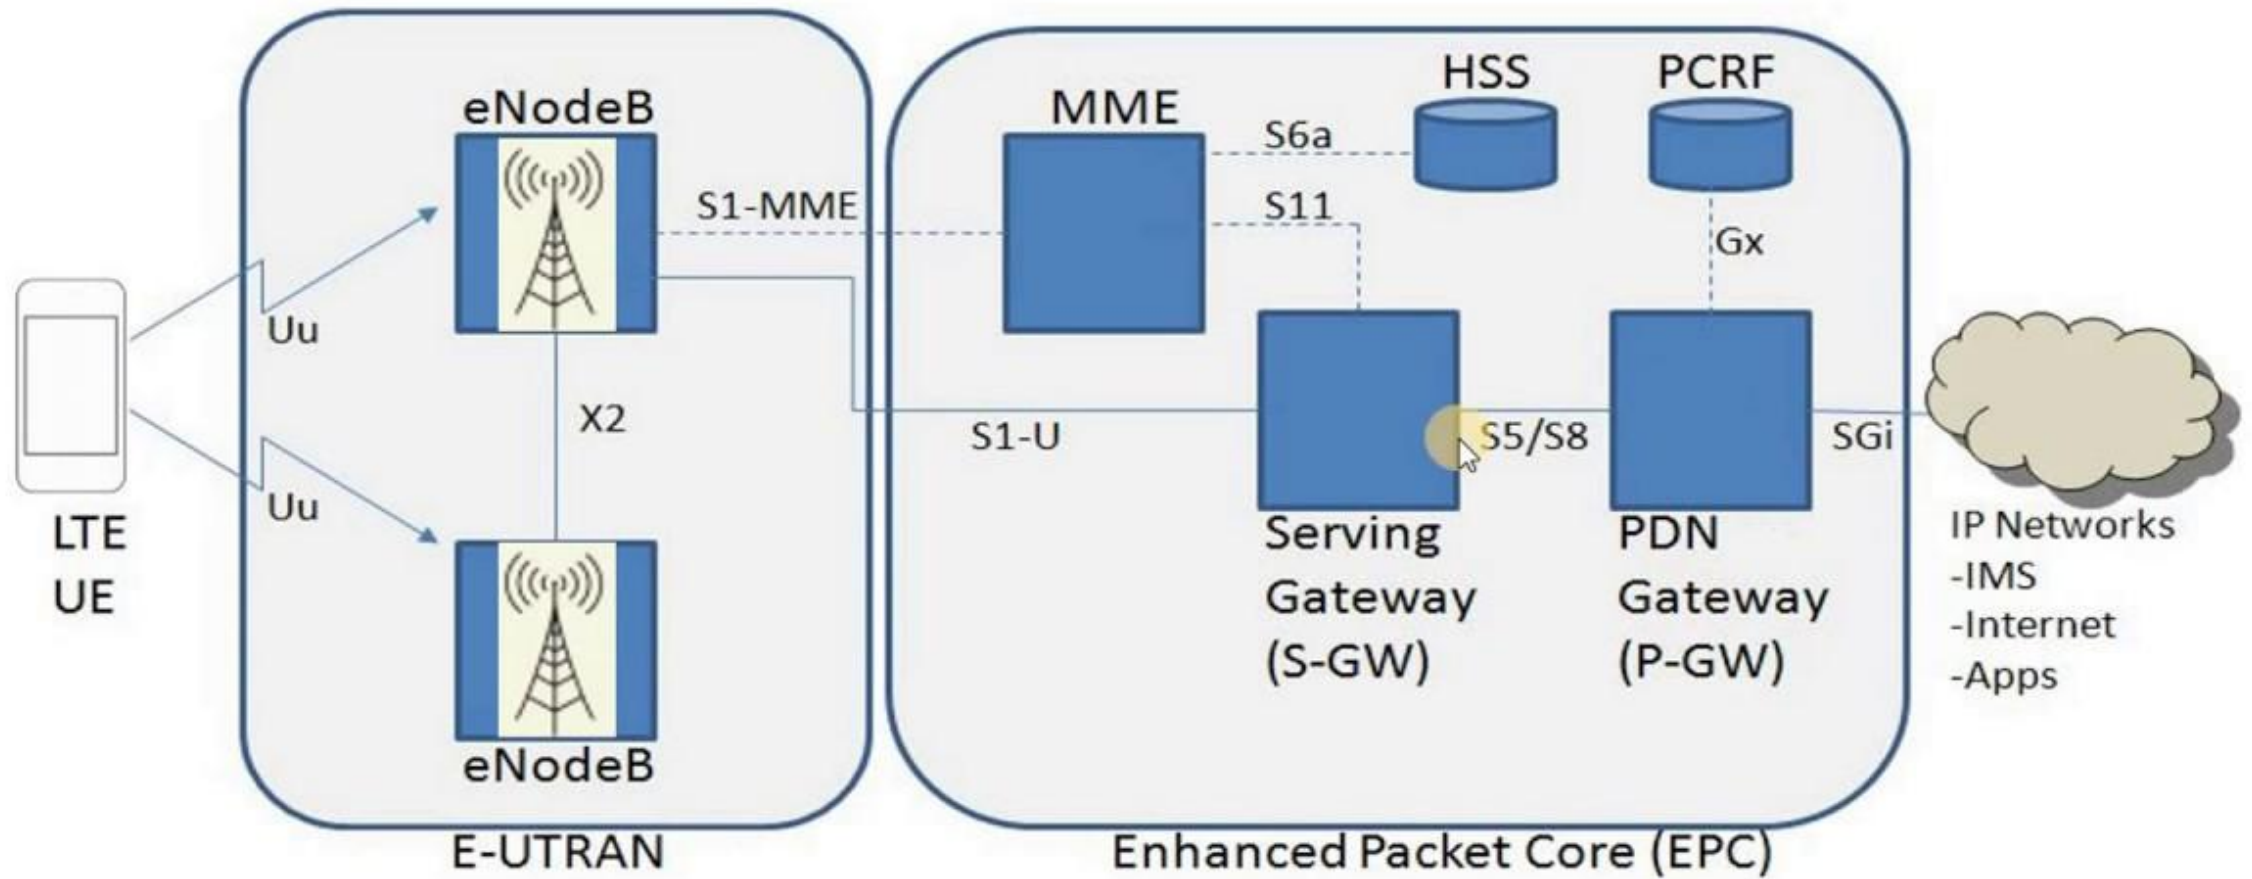 eNodeB
MME
HSS
PCRF
S6a
S1-MME
S11
Gx
Uu
X2
S1-U
S5/S8
SGi
Uu
LTE
UE
Serving
Gateway
(S-GW)
PDN
Gateway
(P-GW)
IP Networks
-IMS
-Internet
-Apps
eNodeB
E-UTRAN
Enhanced Packet Core (EPC)